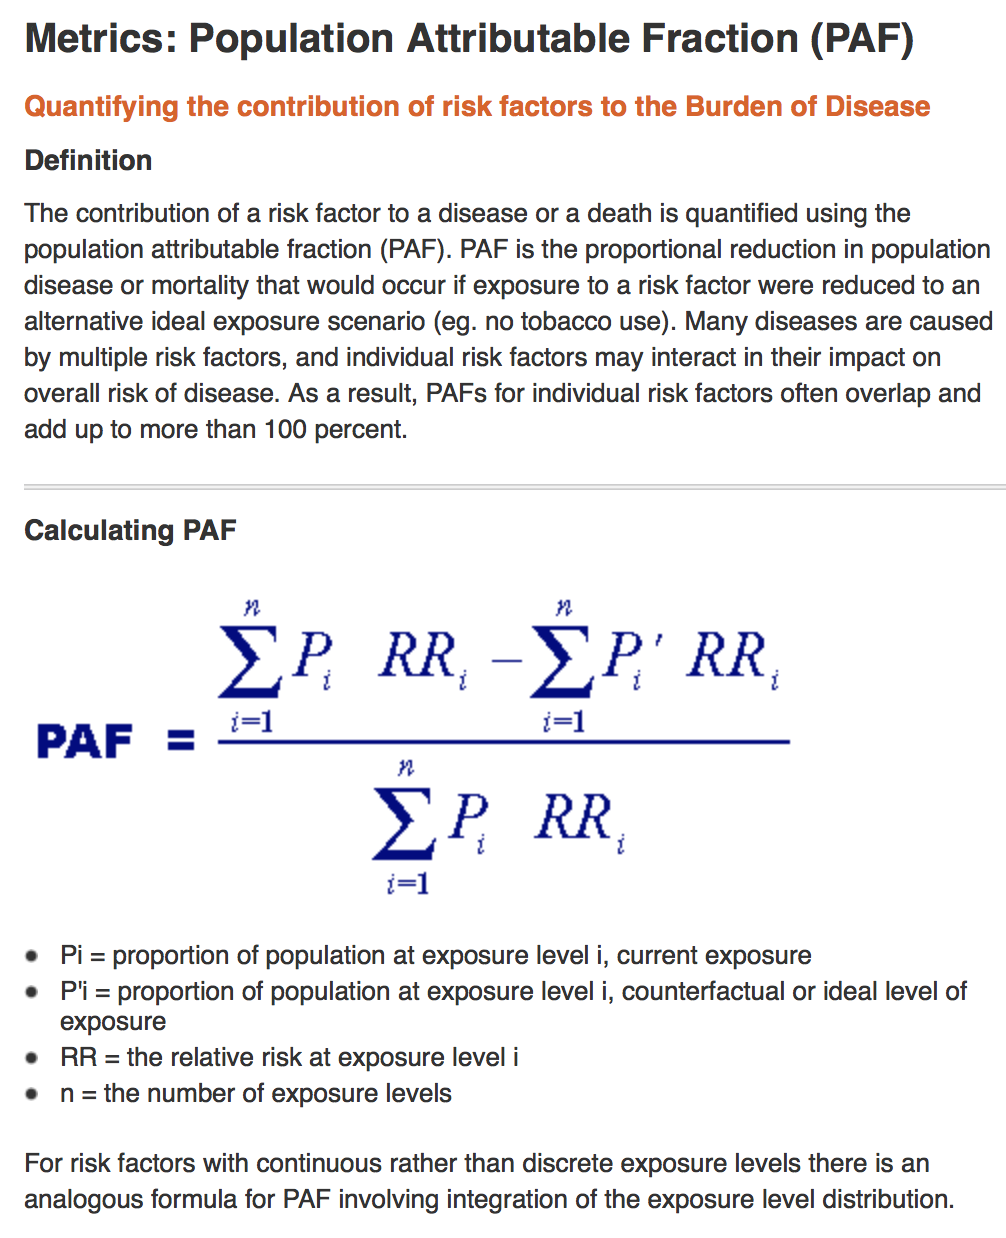 Metrics: Population Attributable Fraction (PAF)
Quantifying the contribution of risk factors to the Burden of Disease
Definition
The contribution of a risk factor to a disease or a death is quantified using the
population attributable fraction (PAF). PAF is the proportional reduction in population
disease or mortality that would occur if exposure to a risk factor were reduced to an
alternative ideal exposure scenario (eg. no tobacco use). Many diseases are caused
by multiple risk factors, and individual risk factors may interact in their impact on
overall risk of disease. As a result, PAFs for individual risk factors often overlap and
add up to more than 100 percent.
Calculating PAF
n n
∑ P_i RR_i − ∑ P_i′ RR_i
i=1 i=1
PAF =
n
∑ P_i RR_i
i=1
• Pi = proportion of population at exposure level i, current exposure
• P'i = proportion of population at exposure level i, counterfactual or ideal level of
exposure
• RR = the relative risk at exposure level i
• n = the number of exposure levels
For risk factors with continuous rather than discrete exposure levels there is an
analogous formula for PAF involving integration of the exposure level distribution.